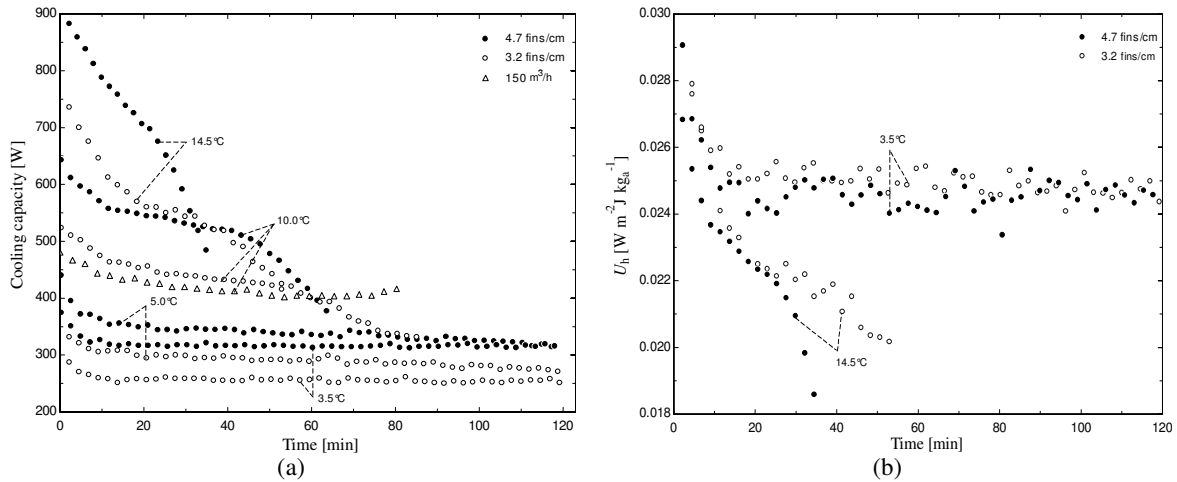 900
800
700
600
500
400
300
200
Cooling capacity [W]
4.7 fins/cm
3.2 fins/cm
150 m³/h
14.5°C
10.0°C
5.0°C
3.5°C
0 20 40 60 80 100 120
Time [min]
(a)
0.030
0.028
0.026
0.024
0.022
0.020
0.018
U_h [W m⁻² J kg_a⁻¹]
4.7 fins/cm
3.2 fins/cm
3.5°C
14.5°C
0 20 40 60 80 100 120
Time [min]
(b)